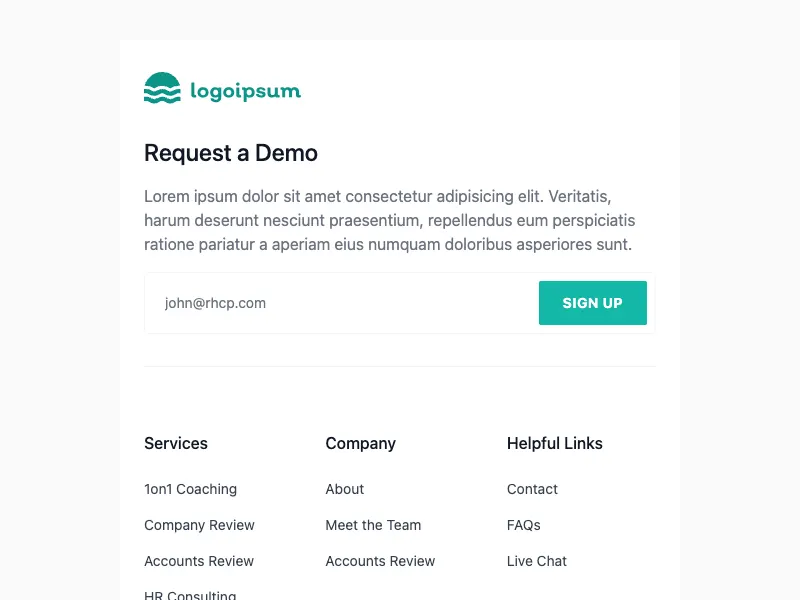 logoipsum
Request a Demo
Lorem ipsum dolor sit amet consectetur adipisicing elit. Veritatis,
harum deserunt nesciunt praesentium, repellendus eum perspiciatis
ratione pariatur a aperiam eius numquam doloribus asperiores sunt.
john@rhcp.com
SIGN UP
Services
Company
Helpful Links
1on1 Coaching
About
Contact
Company Review
Meet the Team
FAQs
Accounts Review
Accounts Review
Live Chat
HR Consulting